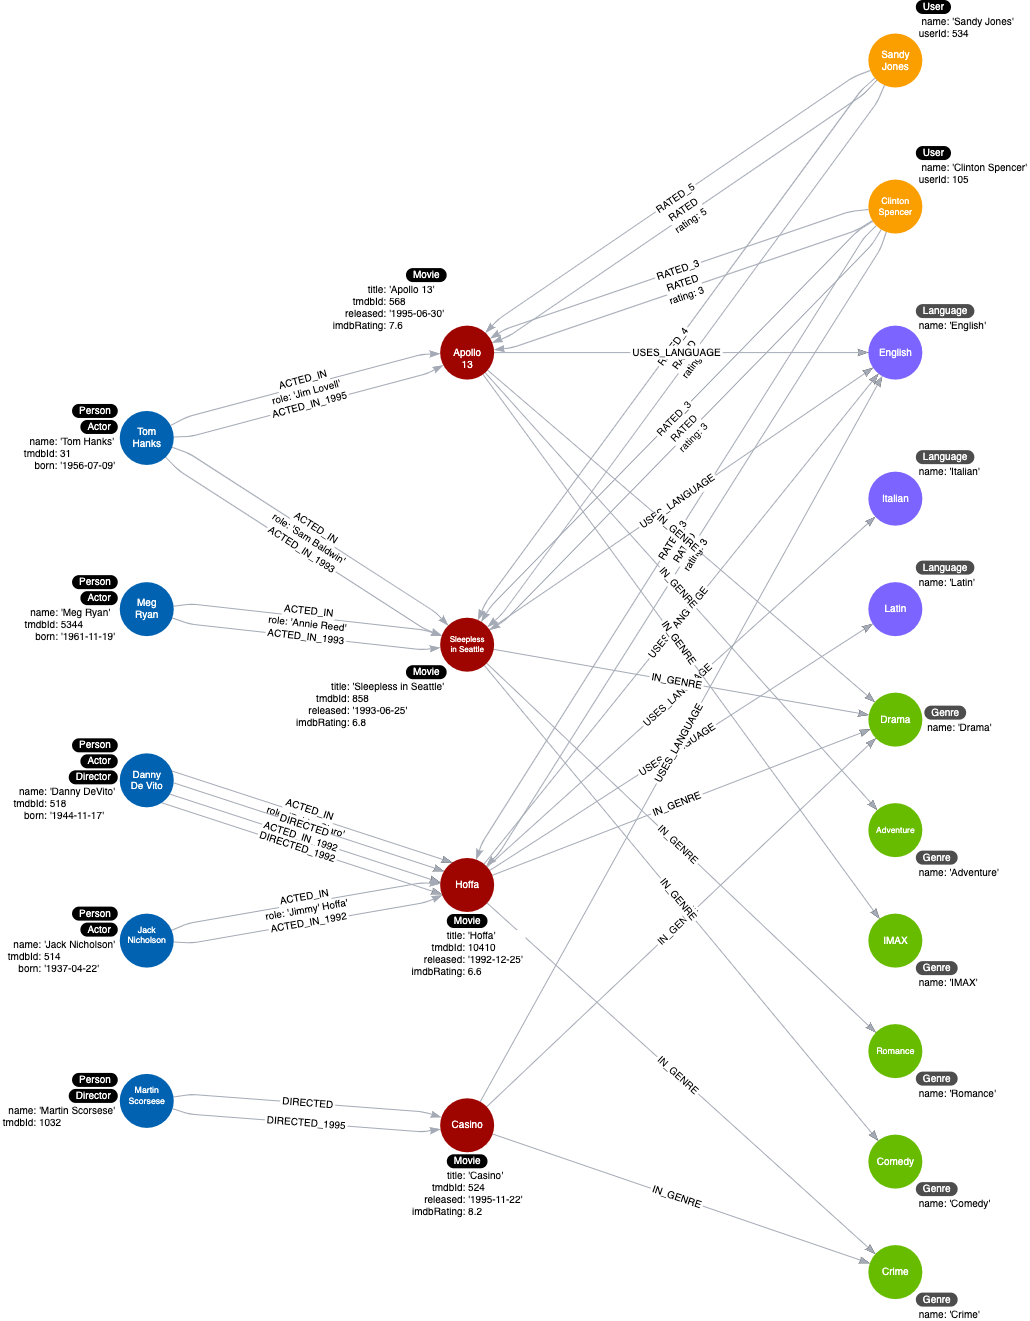 User
name: 'Sandy Jones'
userId: 534
Sandy
Jones
User
name: 'Clinton Spencer'
userId: 105
Clinton
Spencer
RATED_5
RATED
rating: 5
RATED_3
RATED
rating: 3
Movie
title: 'Apollo 13'
tmdbId: 568
released: '1995-06-30'
imdbRating: 7.6
Apollo
13
Language
name: 'English'
English
USES_LANGUAGE
RATED_3
RATED
rating: 3
ACTED_IN
role: 'Jim Lovell'
ACTED_IN_1995
Person
Actor
name: 'Tom Hanks'
tmdbId: 31
born: '1956-07-09'
Tom
Hanks
Language
name: 'Italian'
Italian
USES_LANGUAGE
IN_GENRE
ACTED_IN
role: 'Sam Baldwin'
ACTED_IN_1993
Language
name: 'Latin'
Latin
IN_GENRE
IN_GENRE
Person
Actor
name: 'Meg Ryan'
tmdbId: 5344
born: '1961-11-19'
Meg
Ryan
ACTED_IN
role: 'Annie Reed'
ACTED_IN_1993
Sleepless
in Seattle
Movie
title: 'Sleepless in Seattle'
tmdbId: 858
released: '1993-06-25'
imdbRating: 6.8
IN_GENRE
USES_LANGUAGE
Drama
Genre
name: 'Drama'
Person
Actor
Director
name: 'Danny DeVito'
tmdbId: 518
born: '1944-11-17'
Danny
De Vito
ACTED_IN
DIRECTED
ACTED_IN_1992
DIRECTED_1992
IN_GENRE
IN_GENRE
Adventure
Genre
name: 'Adventure'
Hoffa
Movie
title: 'Hoffa'
tmdbId: 10410
released: '1992-12-25'
imdbRating: 6.6
ACTED_IN
role: 'Jimmy' Hoffa'
ACTED_IN_1992
Person
Actor
name: 'Jack Nicholson'
tmdbId: 514
born: '1937-04-22'
Jack
Nicholson
IN_GENRE
IMAX
Genre
name: 'IMAX'
Romance
Genre
name: 'Romance'
IN_GENRE
Person
Director
name: 'Martin Scorsese'
tmdbId: 1032
Martin
Scorsese
DIRECTED
DIRECTED_1995
Casino
Movie
title: 'Casino'
tmdbId: 524
released: '1995-11-22'
imdbRating: 8.2
IN_GENRE
Comedy
Genre
name: 'Comedy'
Crime
Genre
name: 'Crime'